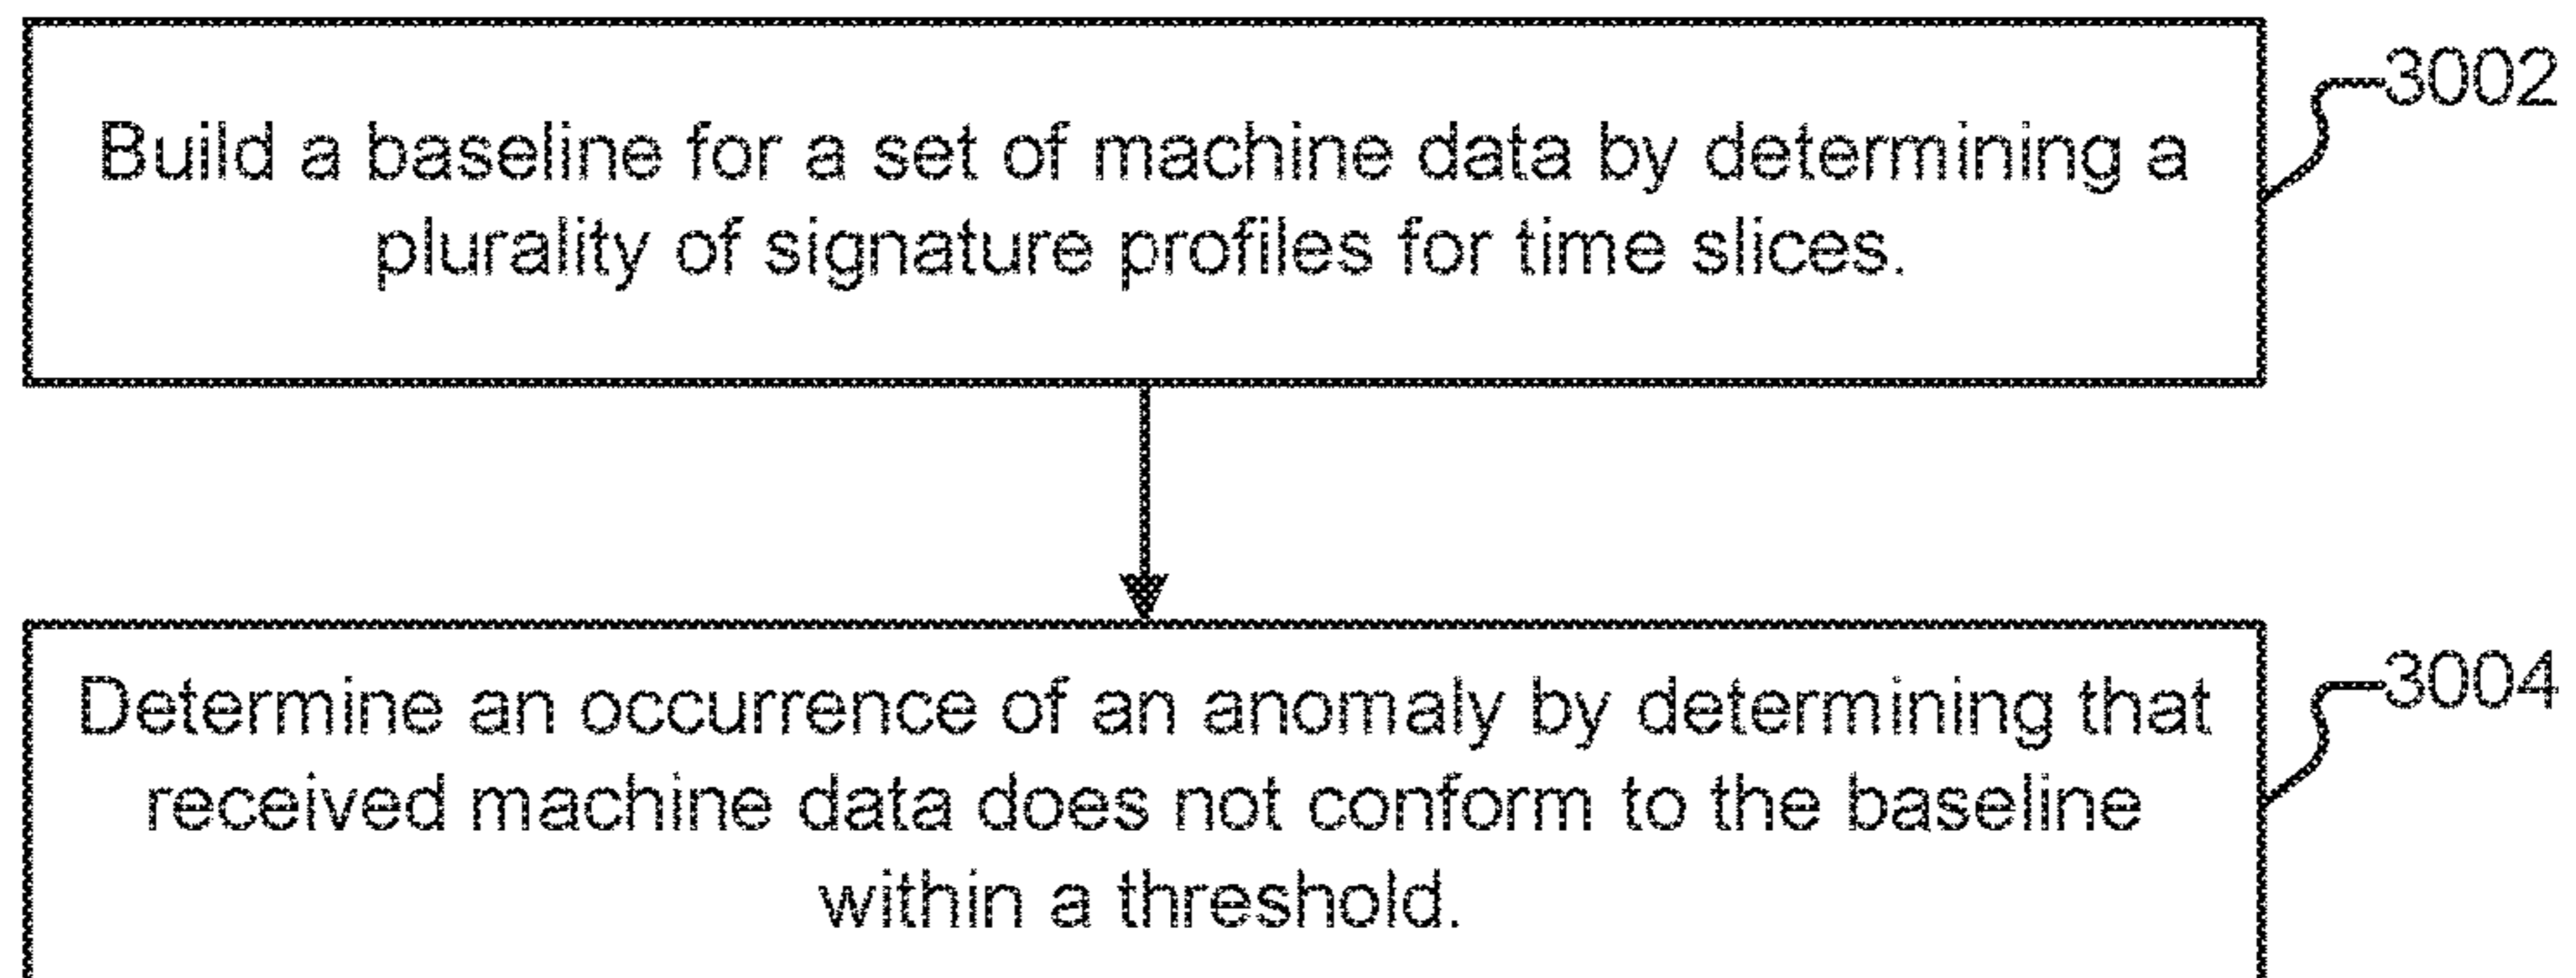 3002
Build a baseline for a set of machine data by determining a
plurality of signature profiles for time slices.
3004
Determine an occurrence of an anomaly by determining that
received machine data does not conform to the baseline
within a threshold.